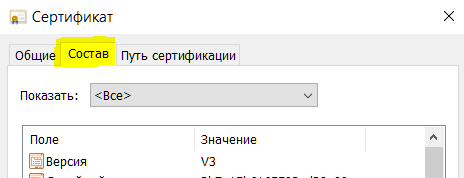 Сертификат
Общие Состав Путь сертификации
Показать: <Все>
Поле Значение
Версия V3